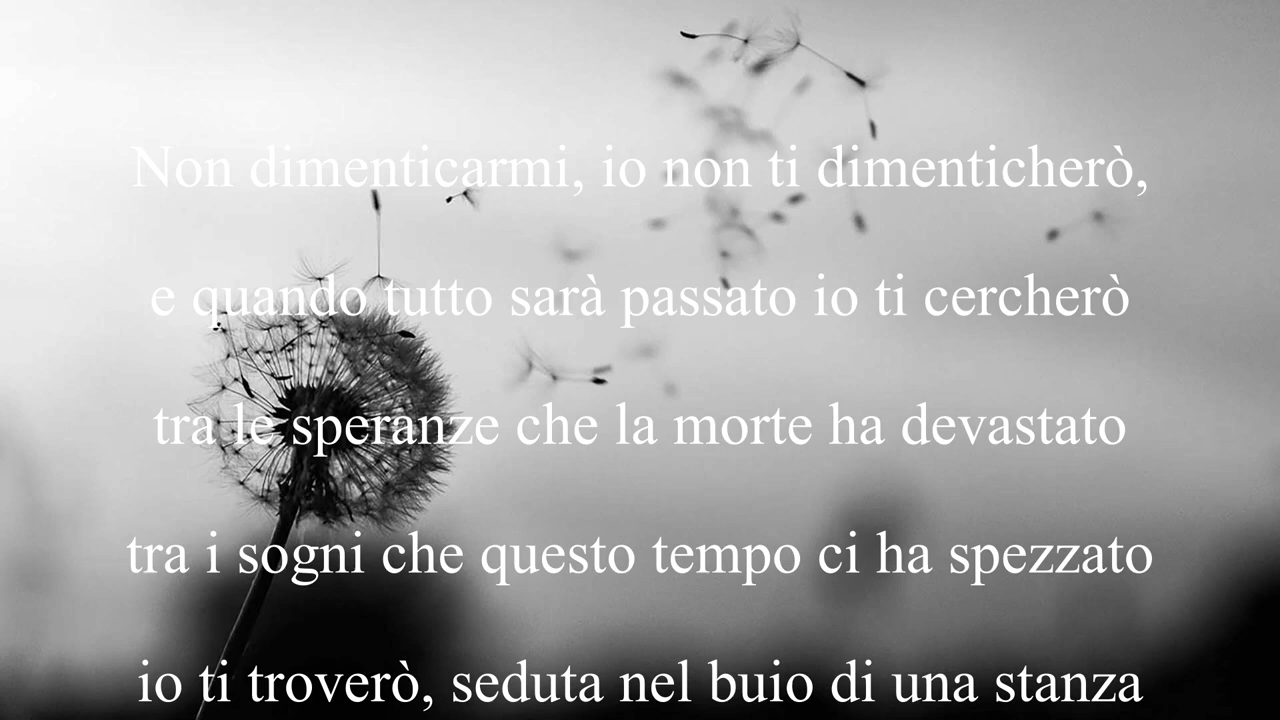 Non dimenticarmi, io non ti dimenticherò,
e quando tutto sarà passato io ti cercherò
tra le speranze che la morte ha devastato
tra i sogni che questo tempo ci ha spezzato
io ti troverò, seduta nel buio di una stanza